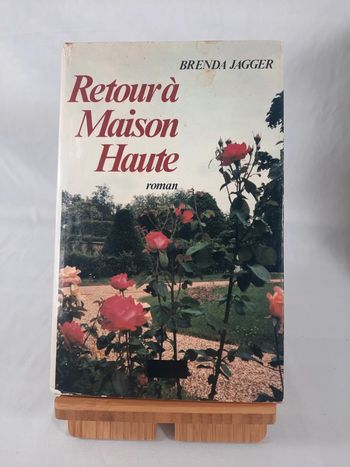 BRENDA JAGGER
Retour à
Maison
Haute
roman